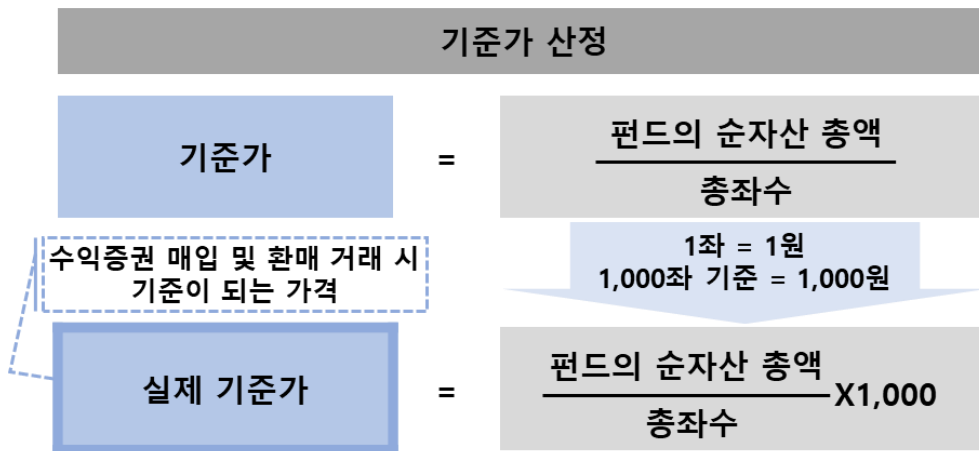 기준가 산정
기준가
=
펀드의 순자산 총액
총좌수
수익증권 매입 및 환매 거래 시
기준이 되는 가격
1좌 = 1원
1,000좌 기준 = 1,000원
실제 기준가
=
펀드의 순자산 총액
총좌수
X1,000